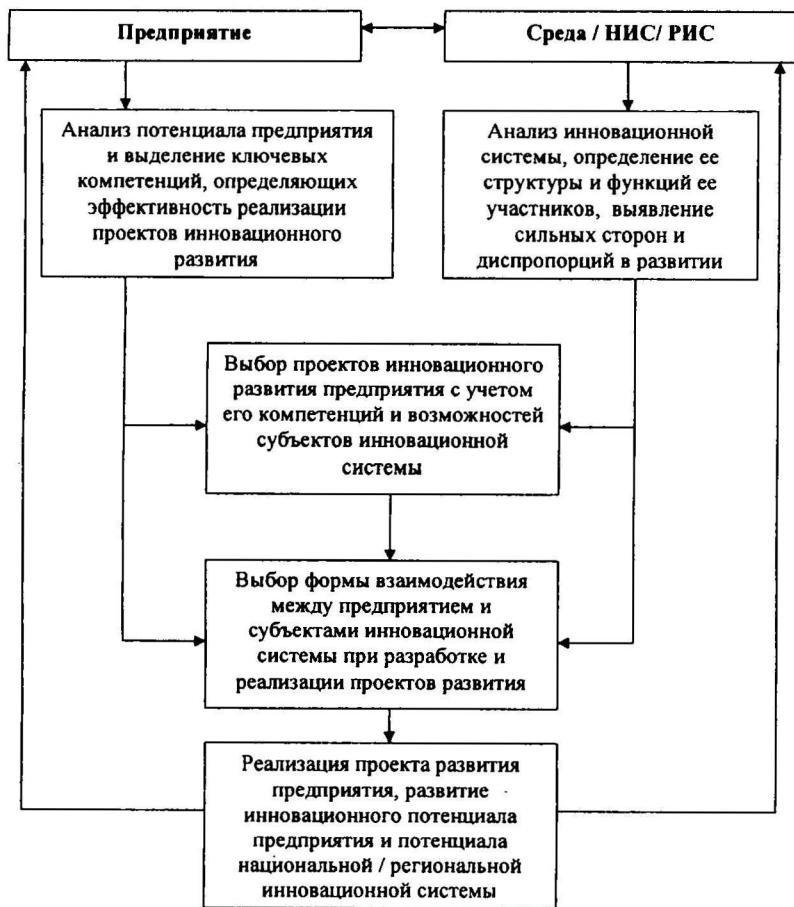 Предприятие
Среда / НИС/ РИС
Анализ потенциала предприятия
и выделение ключевых
компетенций, определяющих
эффективность реализации
проектов инновационного
развития
Анализ инновационной
системы, определение ее
структуры и функций ее
участников, выявление
сильных сторон и
диспропорций в развитии
Выбор проектов инновационного
развития предприятия с учетом
его компетенций и возможностей
субъектов инновационной
системы
Выбор формы взаимодействия
между предприятием и
субъектами инновационной
системы при разработке и
реализации проектов развития
Реализация проекта развития
предприятия, развитие
инновационного потенциала
предприятия и потенциала
национальной / региональной
инновационной системы